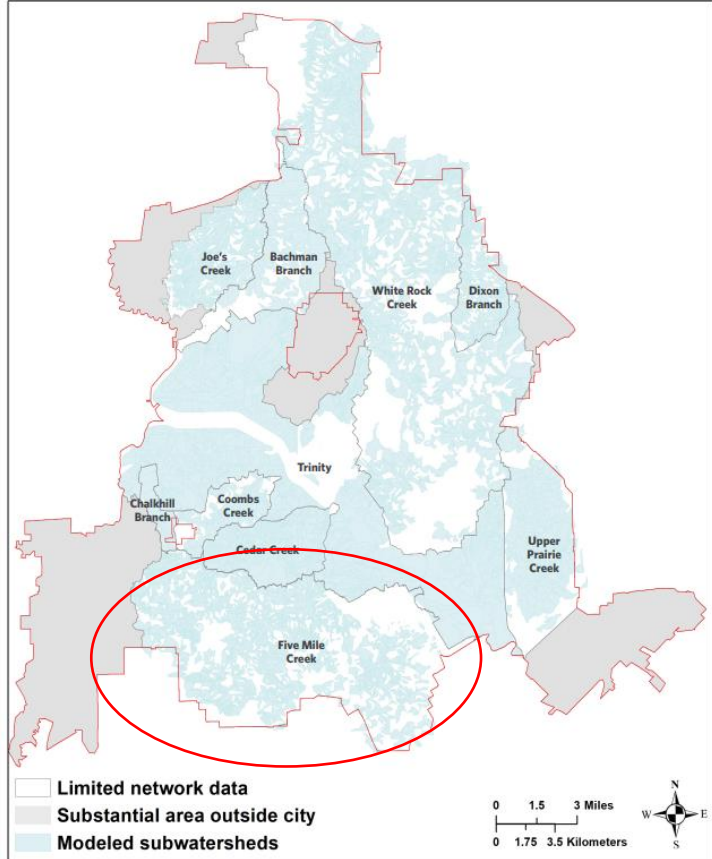 Joe's
Creek
Bachman
Branch
White Rock
Creek
Dixon
Branch
Trinity
Chalkhill
Branch
Coombs
Creek
Cedar Creek
Upper
Prairie
Creek
Five Mile
Creek
Limited network data
Substantial area outside city
Modeled subwatersheds
0 1.5 3 Miles
0 1.75 3.5 Kilometers
N
W E
S